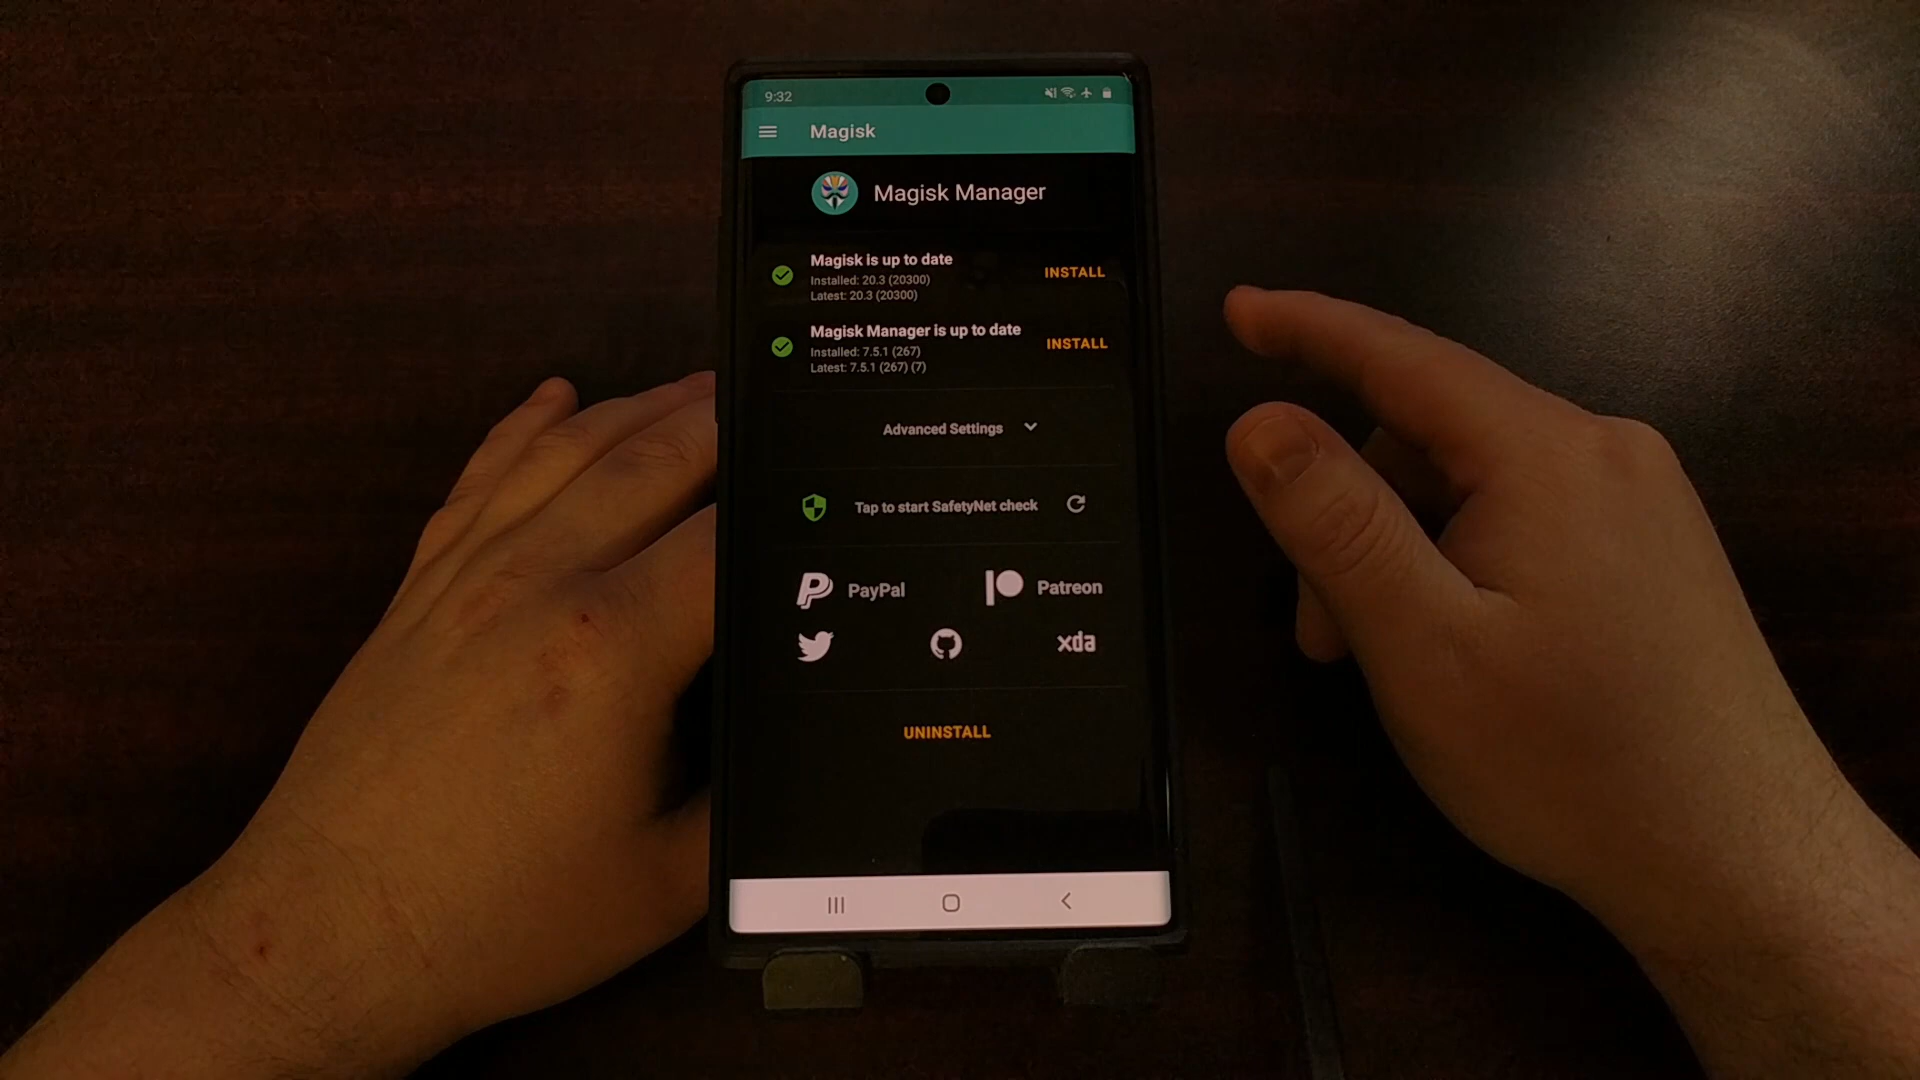 9:32
Magisk
Magisk Manager
Magisk is up to date
Installed: 20.3 (20300)
Latest: 20.3 (20300)
INSTALL
Magisk Manager is up to date
Installed: 7.5.1 (267)
Latest: 7.5.1 (267) (7)
INSTALL
Advanced Settings
Tap to start SafetyNet check
PayPal
Patreon
xda
UNINSTALL